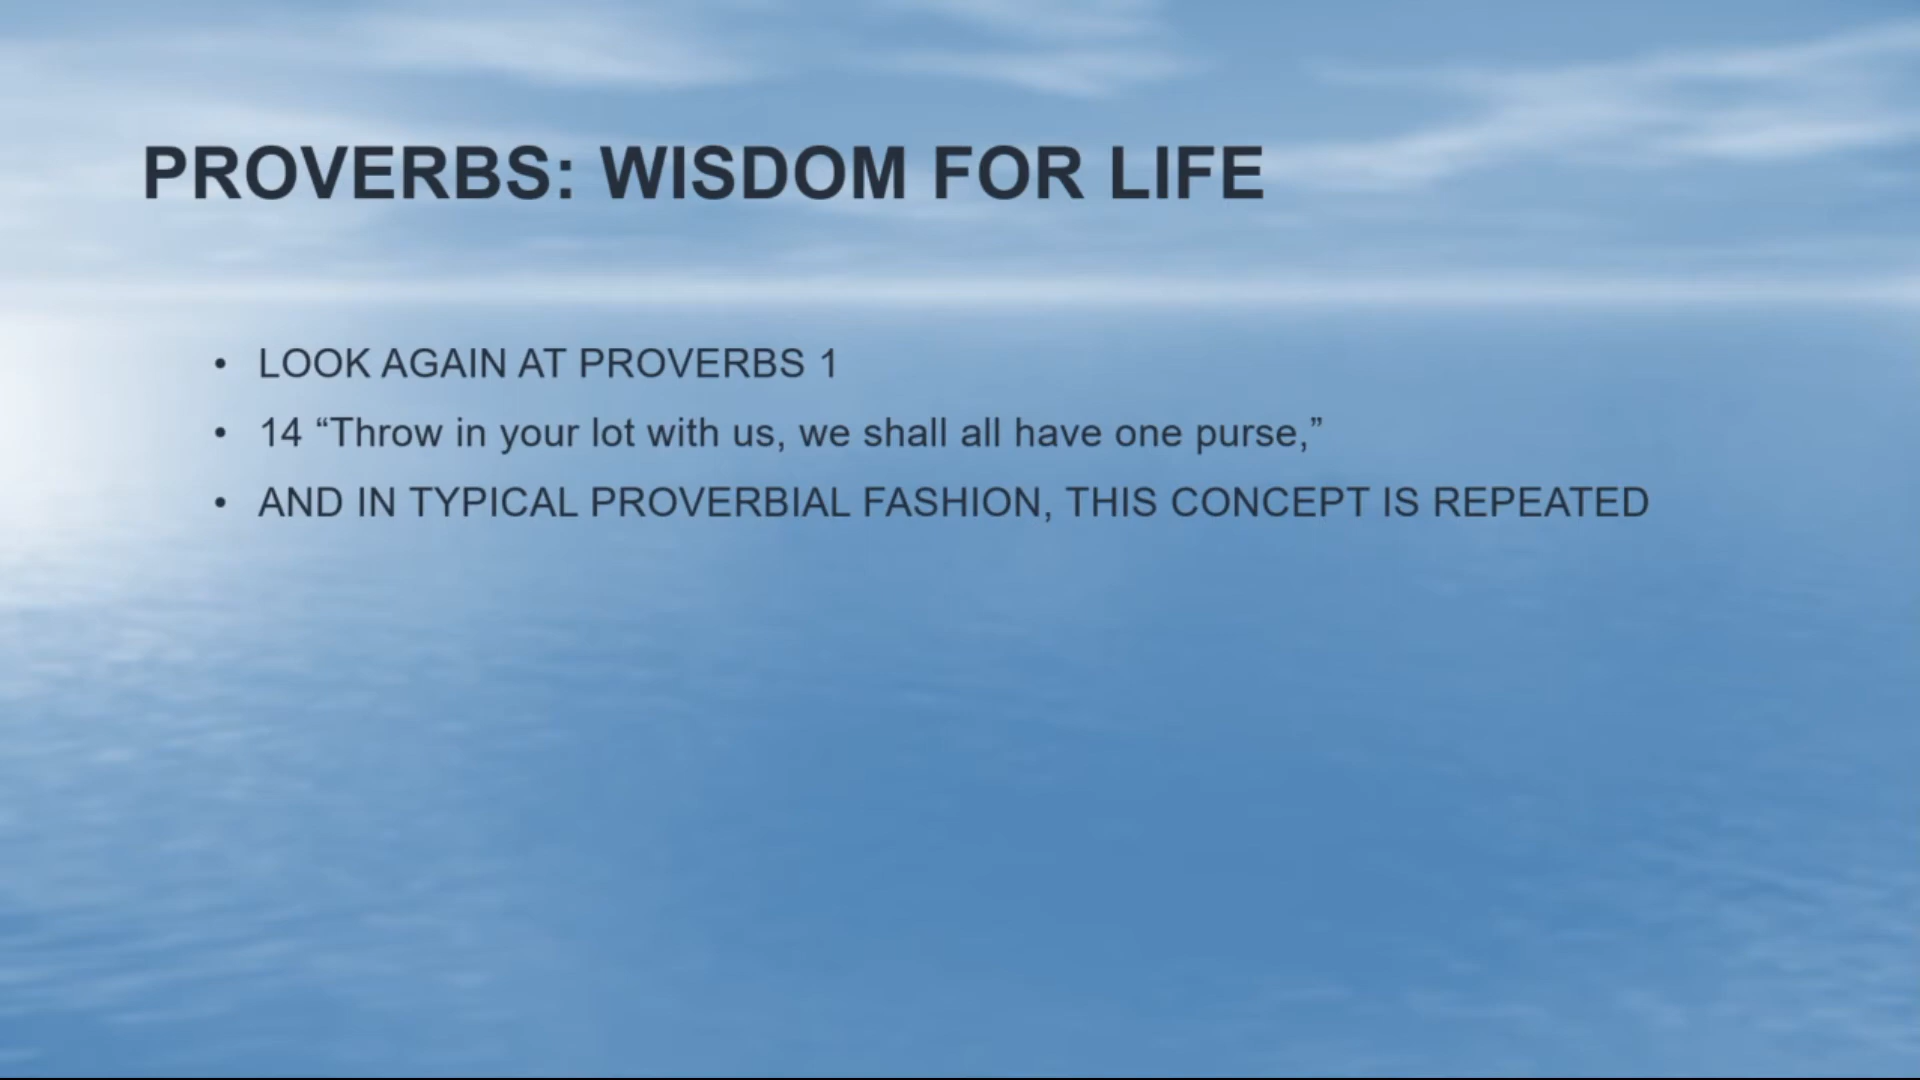 PROVERBS: WISDOM FOR LIFE
• LOOK AGAIN AT PROVERBS 1
• 14 “Throw in your lot with us, we shall all have one purse,”
• AND IN TYPICAL PROVERBIAL FASHION, THIS CONCEPT IS REPEATED